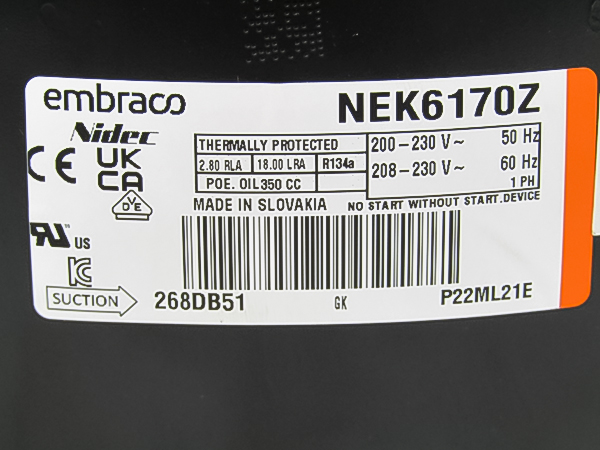 embraco
NEK6170Z
Nidec
THERMALLY PROTECTED
2.80 RLA 18.00 LRA R134a
POE. OIL 350 CC
200-230 V~ 50 Hz
208-230 V~ 60 Hz
1 PH
CE UK
CA
VDE
MADE IN SLOVAKIA
NO START WITHOUT START.DEVICE
RU US
KC
SUCTION
268DB51 GK P22ML21E